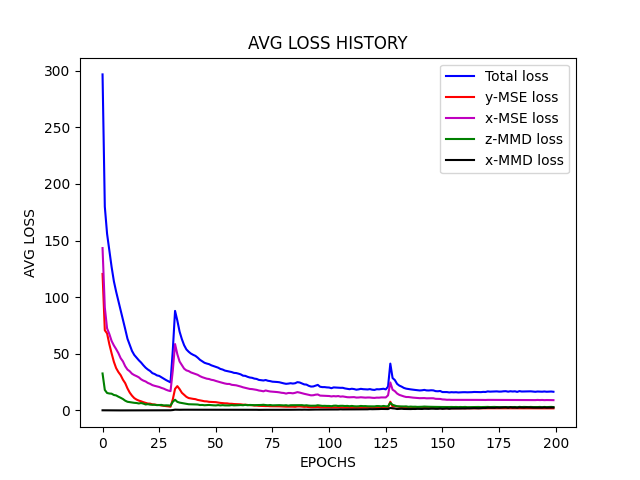 AVG LOSS HISTORY
Total loss
y-MSE loss
x-MSE loss
z-MMD loss
x-MMD loss
AVG LOSS
300
250
200
150
100
50
0
0 25 50 75 100 125 150 175 200
EPOCHS